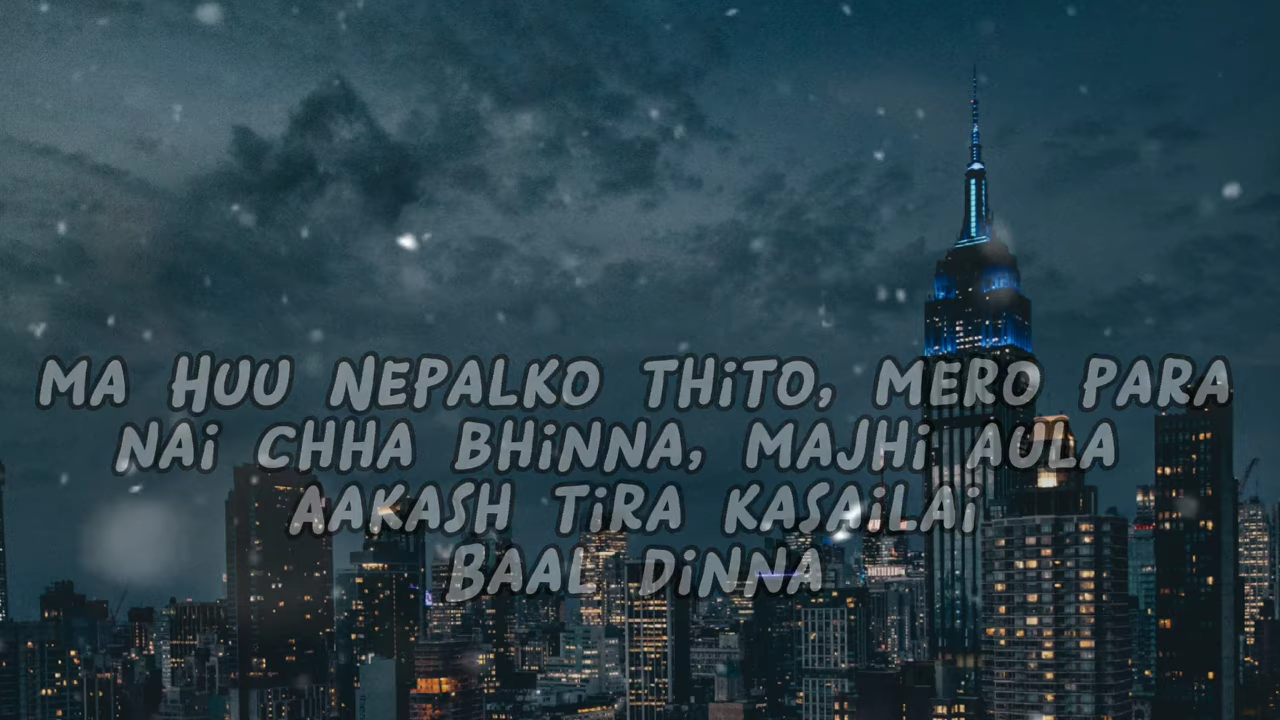 MA HUU NEPALKO THiTO, MERO PARA
NAi CHHA BHiNNA, MAJHi AULA
AAKASH TiRA KASAiLAi
BAAL DiNNA